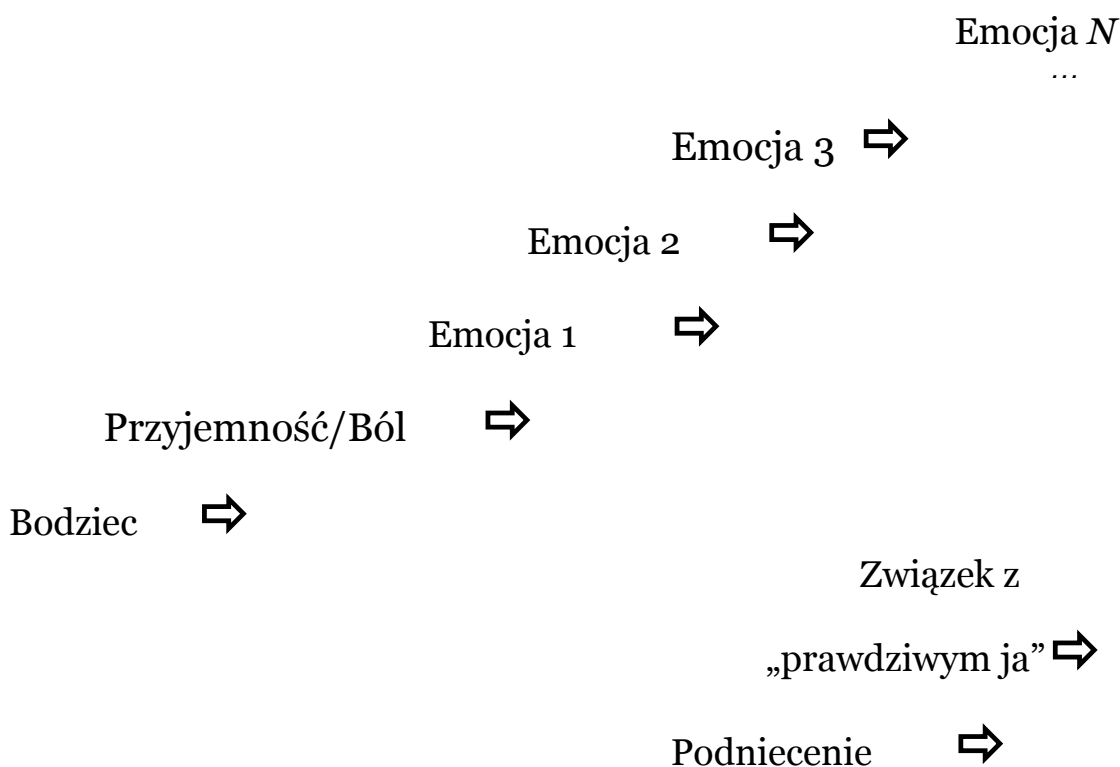 Emocja N
...
Emocja 3 ⇨
Emocja 2 ⇨
Emocja 1 ⇨
Przyjemność/Ból ⇨
Bodziec ⇨
Związek z
„prawdziwym ja” ⇨
Podniecenie ⇨